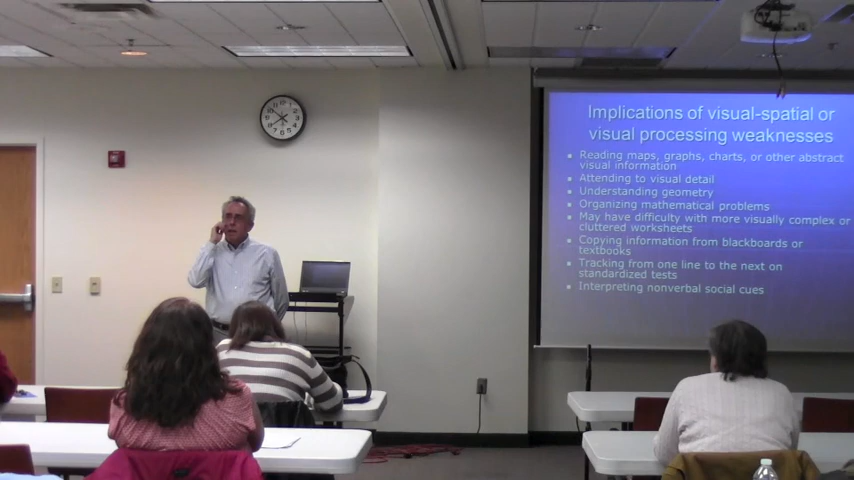 Implications of visual-spatial or
visual processing weaknesses
Reading maps, graphs, charts, or other abstract
visual information
Attending to visual detail
Understanding geometry
Organizing mathematical problems
May have difficulty with more visually complex or
cluttered worksheets
Copying information from blackboards or
textbooks
Tracking from one line to the next on
standardized tests
Interpreting nonverbal social cues